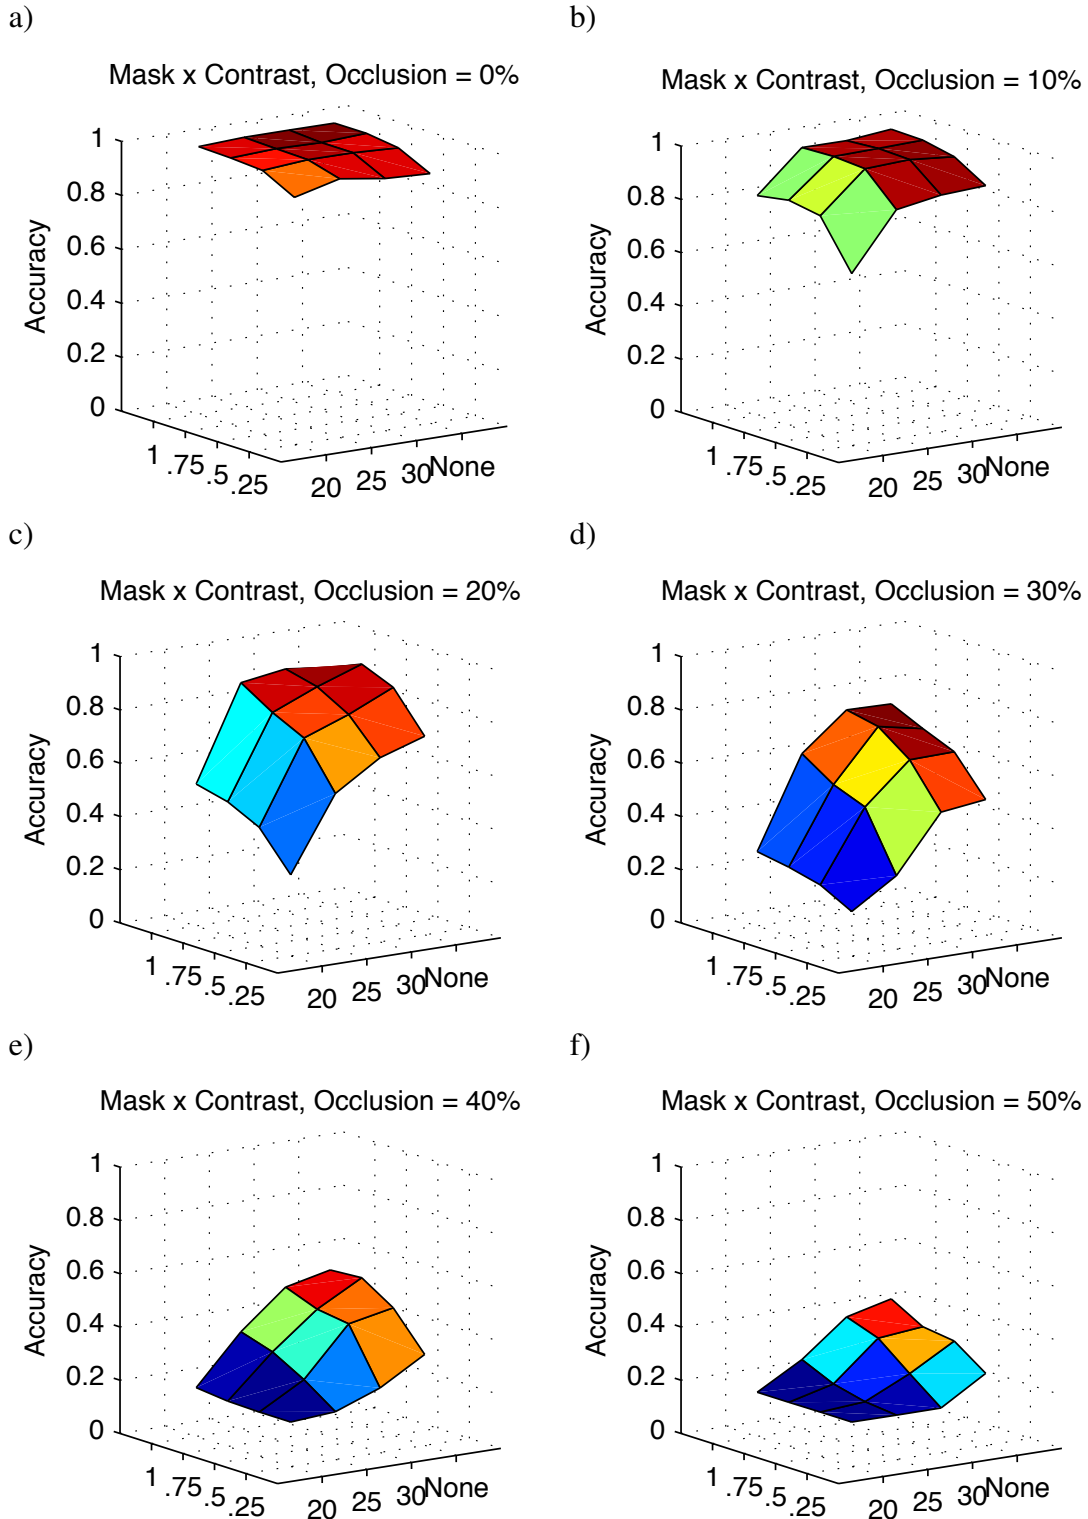 a)
Mask x Contrast, Occlusion = 0%
1
0.8
0.6
0.4
0.2
0
Accuracy
1 .75 .5 .25
20 25 30 None
b)
Mask x Contrast, Occlusion = 10%
1
0.8
0.6
0.4
0.2
0
Accuracy
1 .75 .5 .25
20 25 30 None
c)
Mask x Contrast, Occlusion = 20%
1
0.8
0.6
0.4
0.2
0
Accuracy
1 .75 .5 .25
20 25 30 None
d)
Mask x Contrast, Occlusion = 30%
1
0.8
0.6
0.4
0.2
0
Accuracy
1 .75 .5 .25
20 25 30 None
e)
Mask x Contrast, Occlusion = 40%
1
0.8
0.6
0.4
0.2
0
Accuracy
1 .75 .5 .25
20 25 30 None
f)
Mask x Contrast, Occlusion = 50%
1
0.8
0.6
0.4
0.2
0
Accuracy
1 .75 .5 .25
20 25 30 None